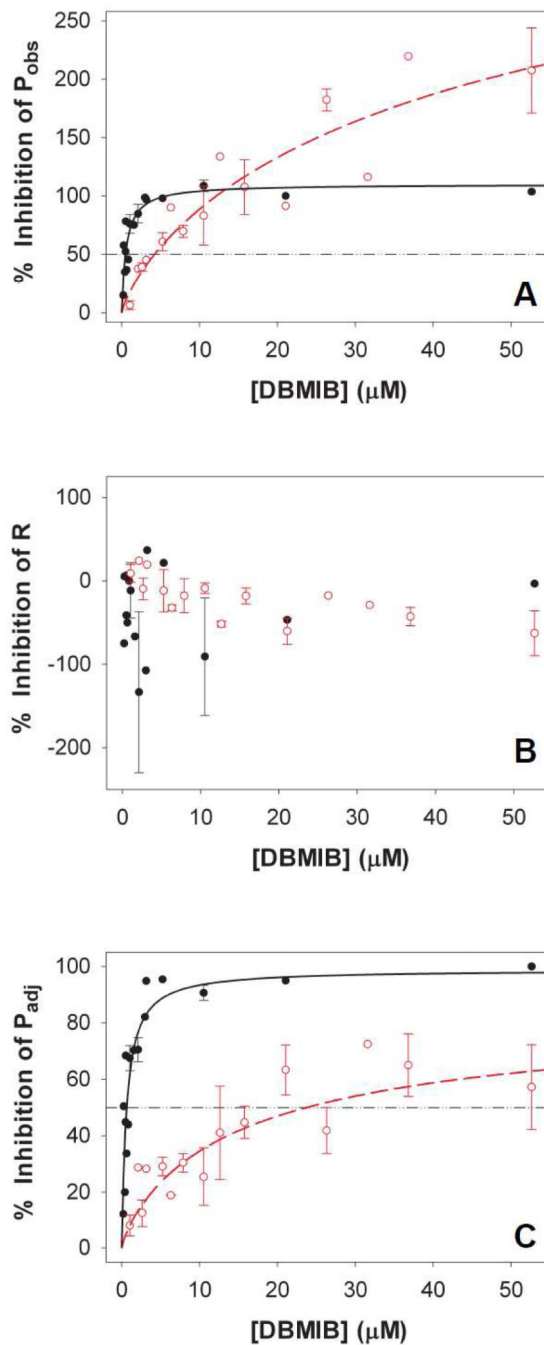 250
200
150
100
50
0
% Inhibition of P_obs
A
0 10 20 30 40 50
[DBMIB] (μM)
100
0
-100
-200
% Inhibition of R
B
0 10 20 30 40 50
[DBMIB] (μM)
100
80
60
40
20
0
% Inhibition of P_adj
C
0 10 20 30 40 50
[DBMIB] (μM)